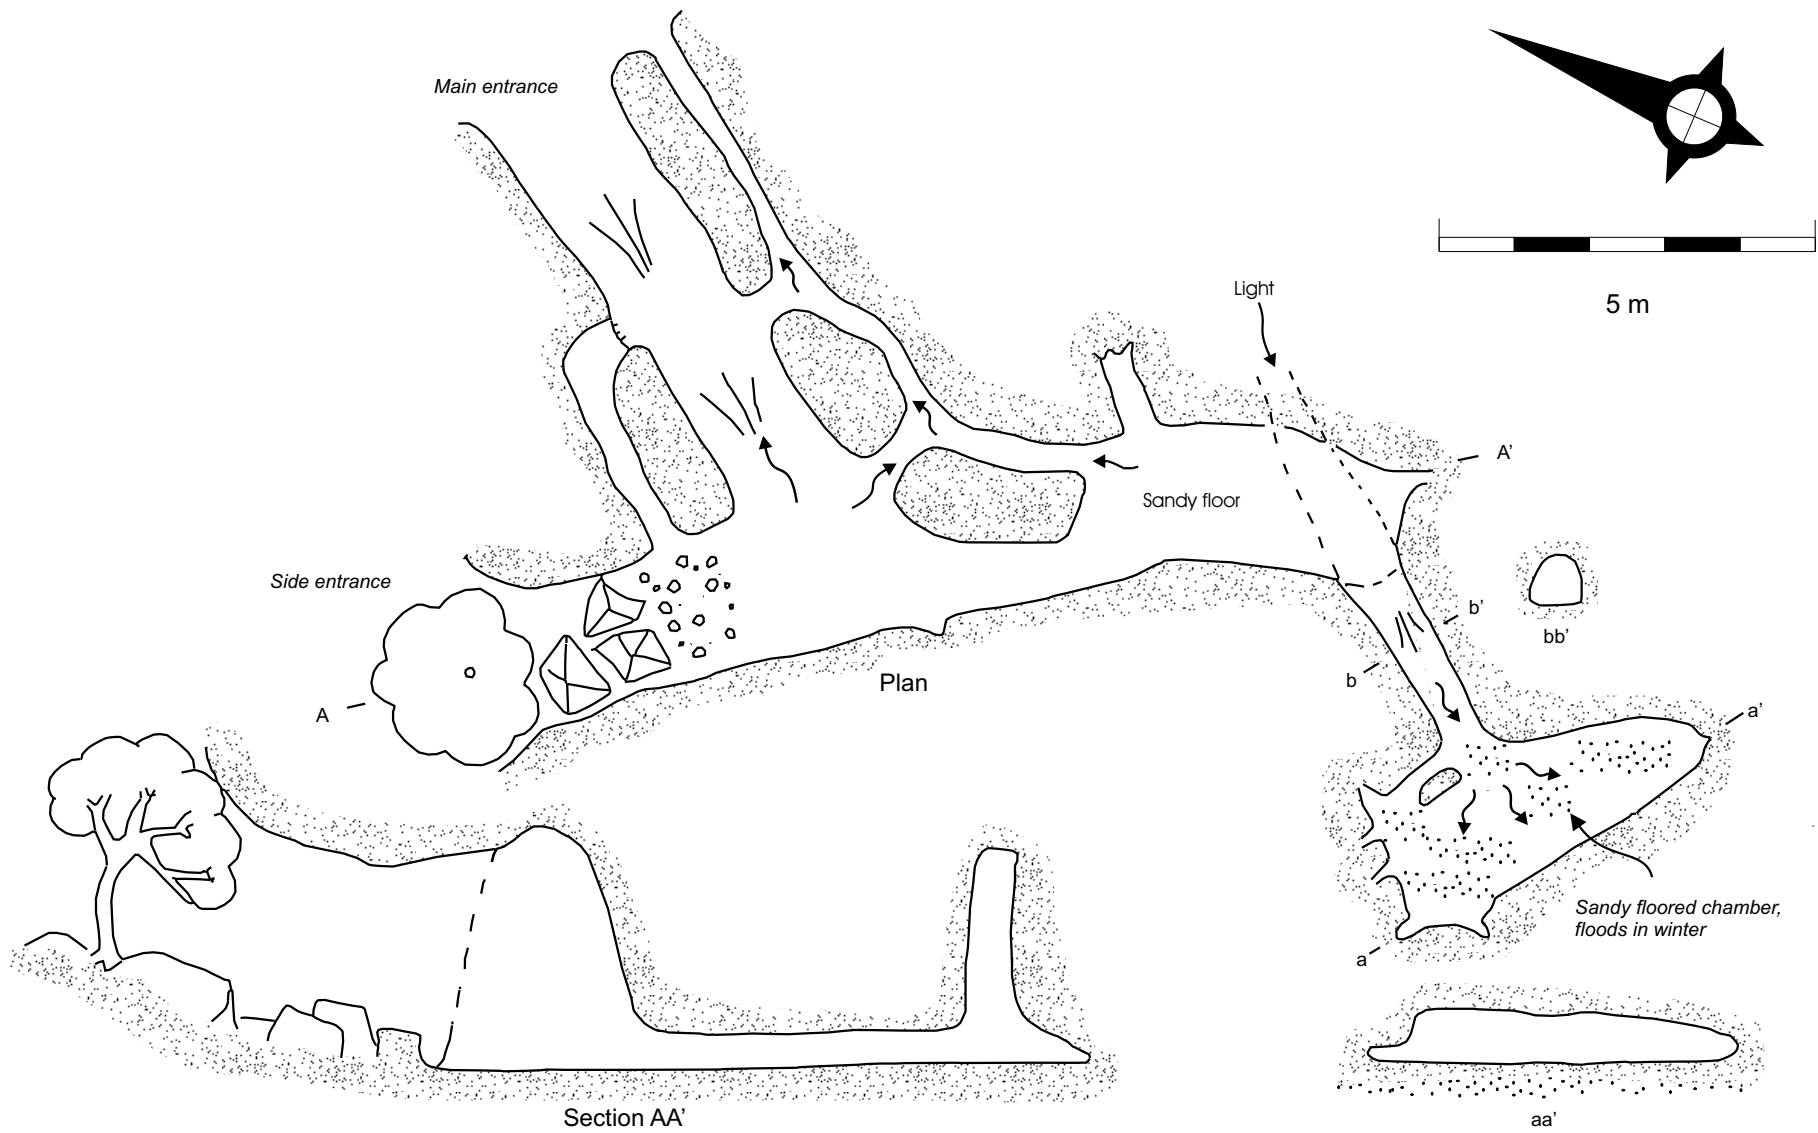 Main entrance
5 m
Light
A'
Sandy floor
Side entrance
b'
bb'
b
Plan
A
a'
Sandy floored chamber,
floods in winter
a
Section AA'
aa'